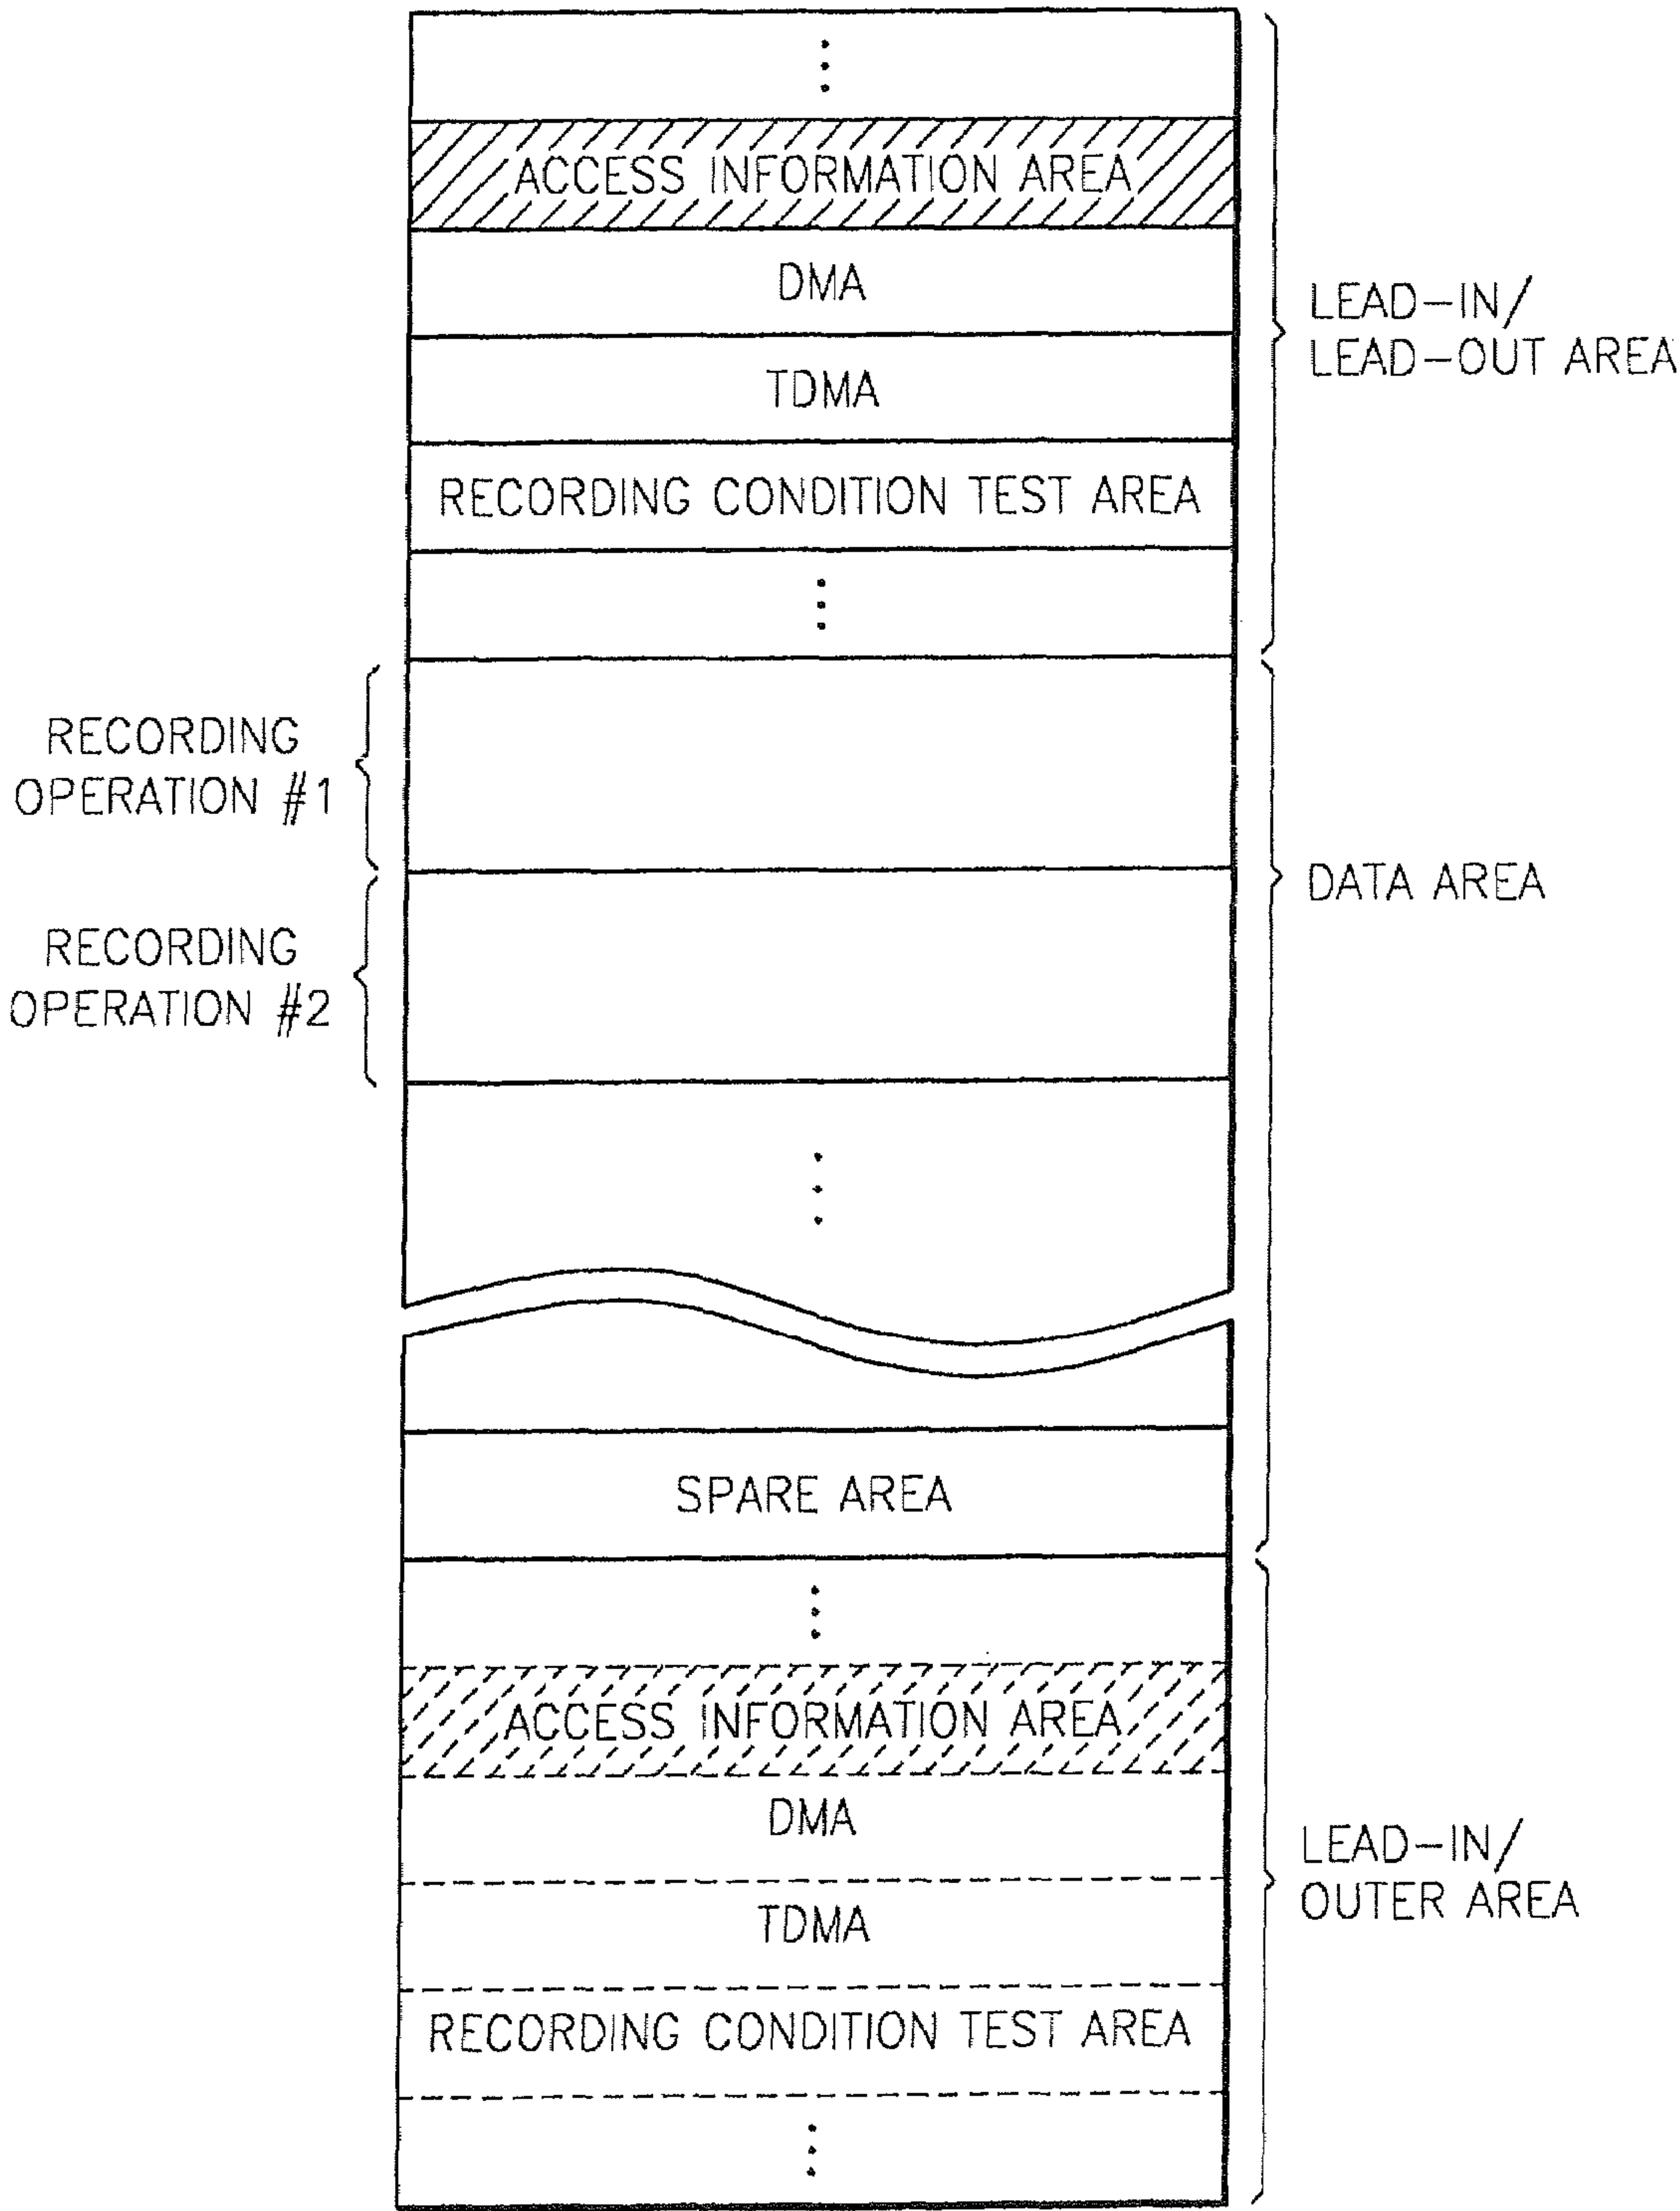 ACCESS INFORMATION AREA
DMA
LEAD-IN/
LEAD-OUT AREA
TDMA
RECORDING CONDITION TEST AREA
RECORDING
OPERATION #1
DATA AREA
RECORDING
OPERATION #2
SPARE AREA
ACCESS INFORMATION AREA
DMA
LEAD-IN/
OUTER AREA
TDMA
RECORDING CONDITION TEST AREA